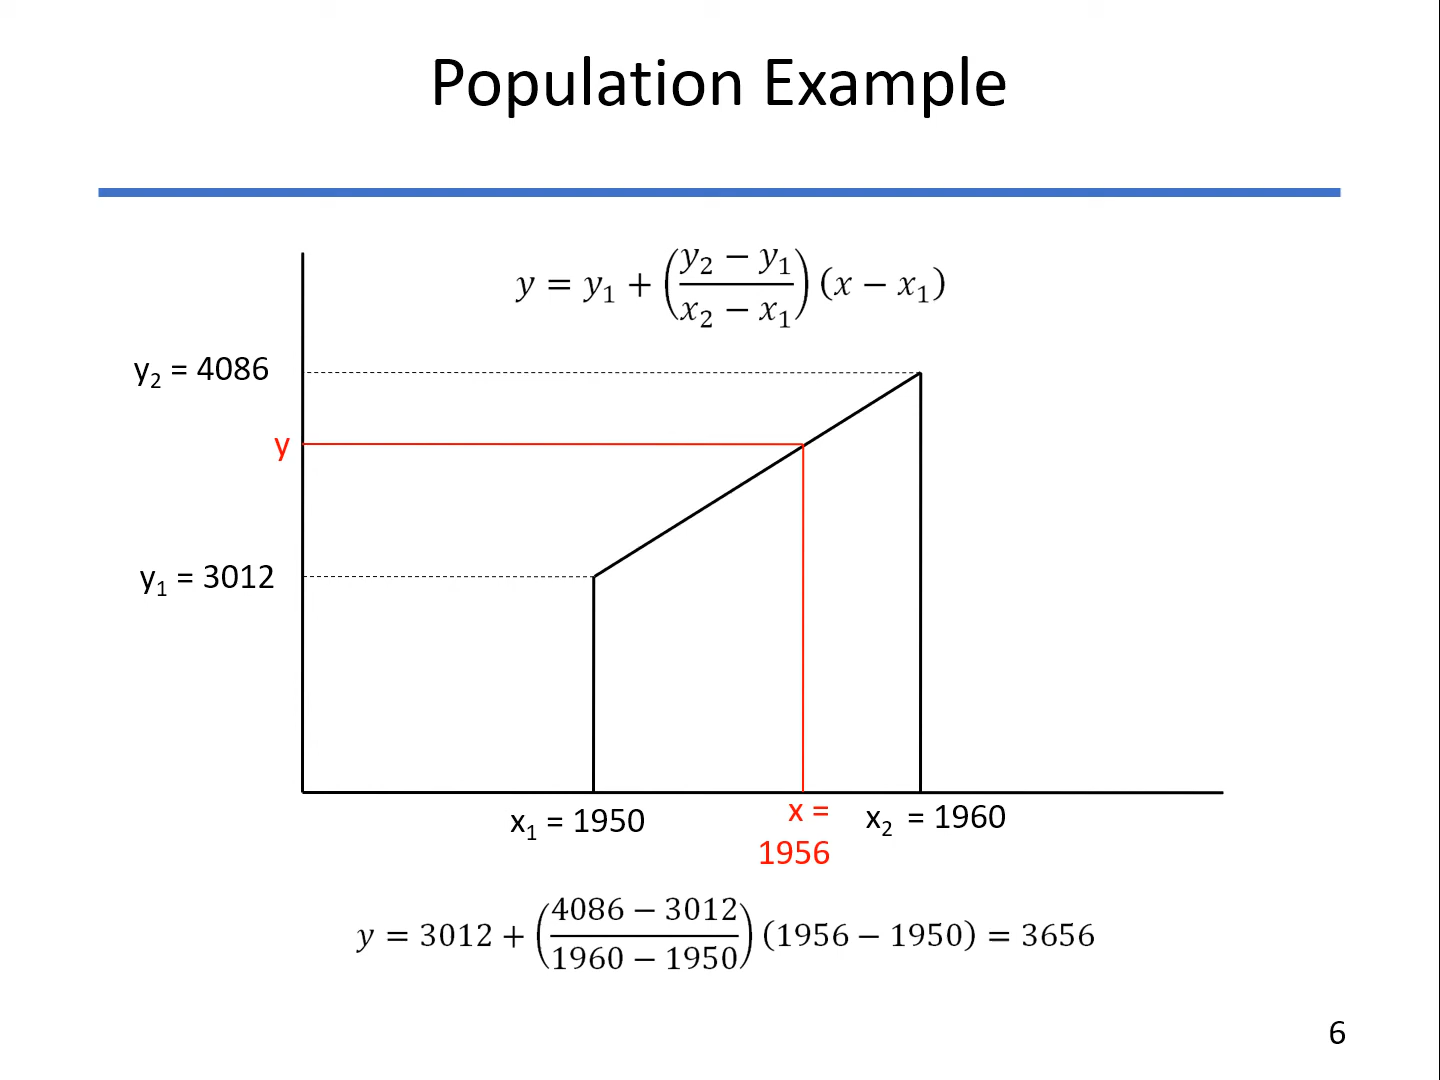 Population Example
y = y₁ + ((y₂ − y₁)/(x₂ − x₁)) (x − x₁)
y₂ = 4086
y
y₁ = 3012
x₁ = 1950
x =
1956
x₂ = 1960
y = 3012 + ((4086 − 3012)/(1960 − 1950)) (1956 − 1950) = 3656
6